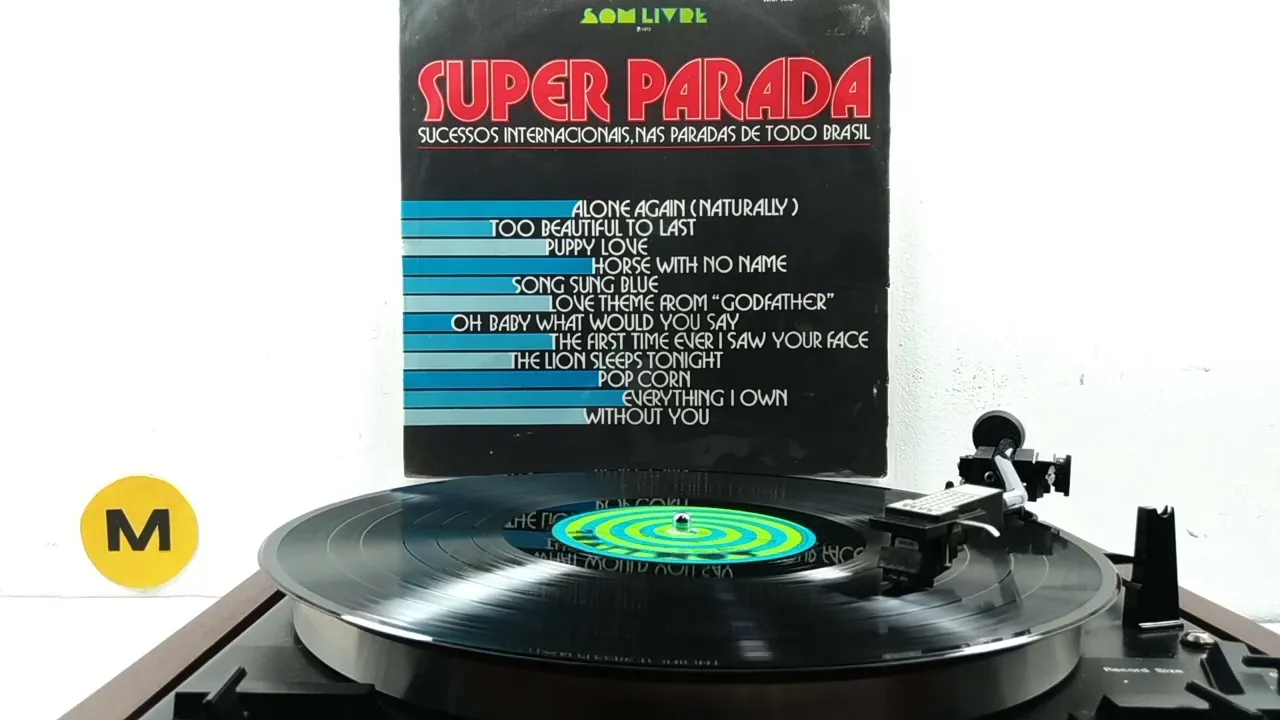 SOM LIVRE
SUPER PARADA
SUCESSOS INTERNACIONAIS, NAS PARADAS DE TODO BRASIL
ALONE AGAIN (NATURALLY)
TOO BEAUTIFUL TO LAST
PUPPY LOVE
HORSE WITH NO NAME
SONG SUNG BLUE
LOVE THEME FROM "GODFATHER"
OH BABY WHAT WOULD YOU SAY
THE FIRST TIME EVER I SAW YOUR FACE
THE LION SLEEPS TONIGHT
POP CORN
EVERYTHING I OWN
WITHOUT YOU
M
Record Size